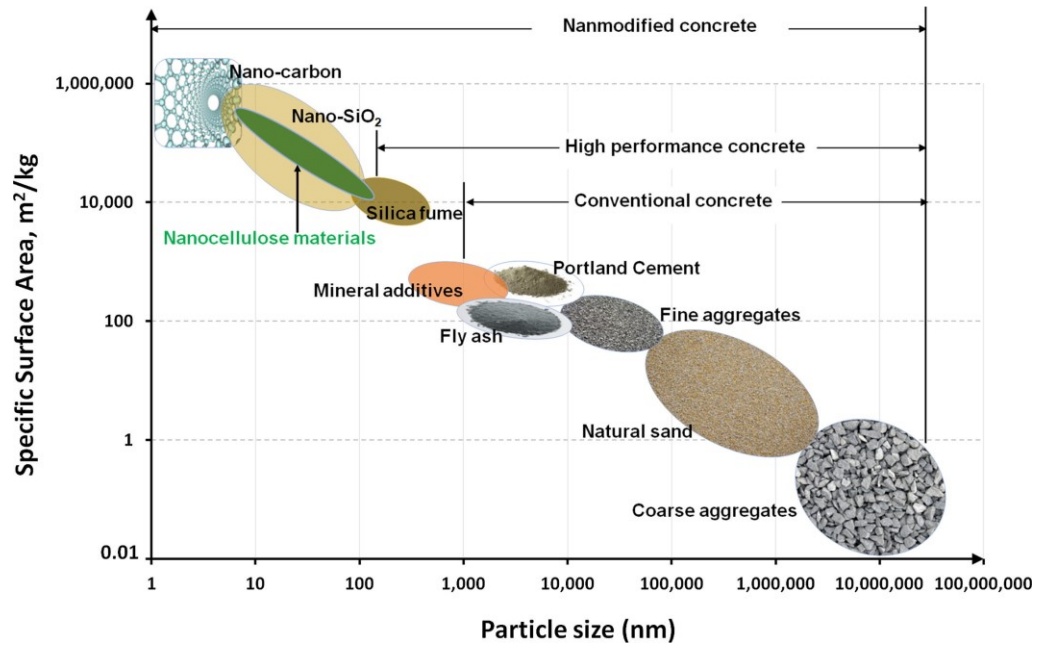 Nanmodified concrete
Nano-carbon
1,000,000
Nano-SiO₂
High performance concrete
Conventional concrete
10,000
Silica fume
Nanocellulose materials
Portland Cement
Mineral additives
Fine aggregates
100
Fly ash
Natural sand
1
Coarse aggregates
0.01
Specific Surface Area, m²/kg
1 10 100 1,000 10,000 100,000 1,000,000 10,000,000 100,000,000
Particle size (nm)